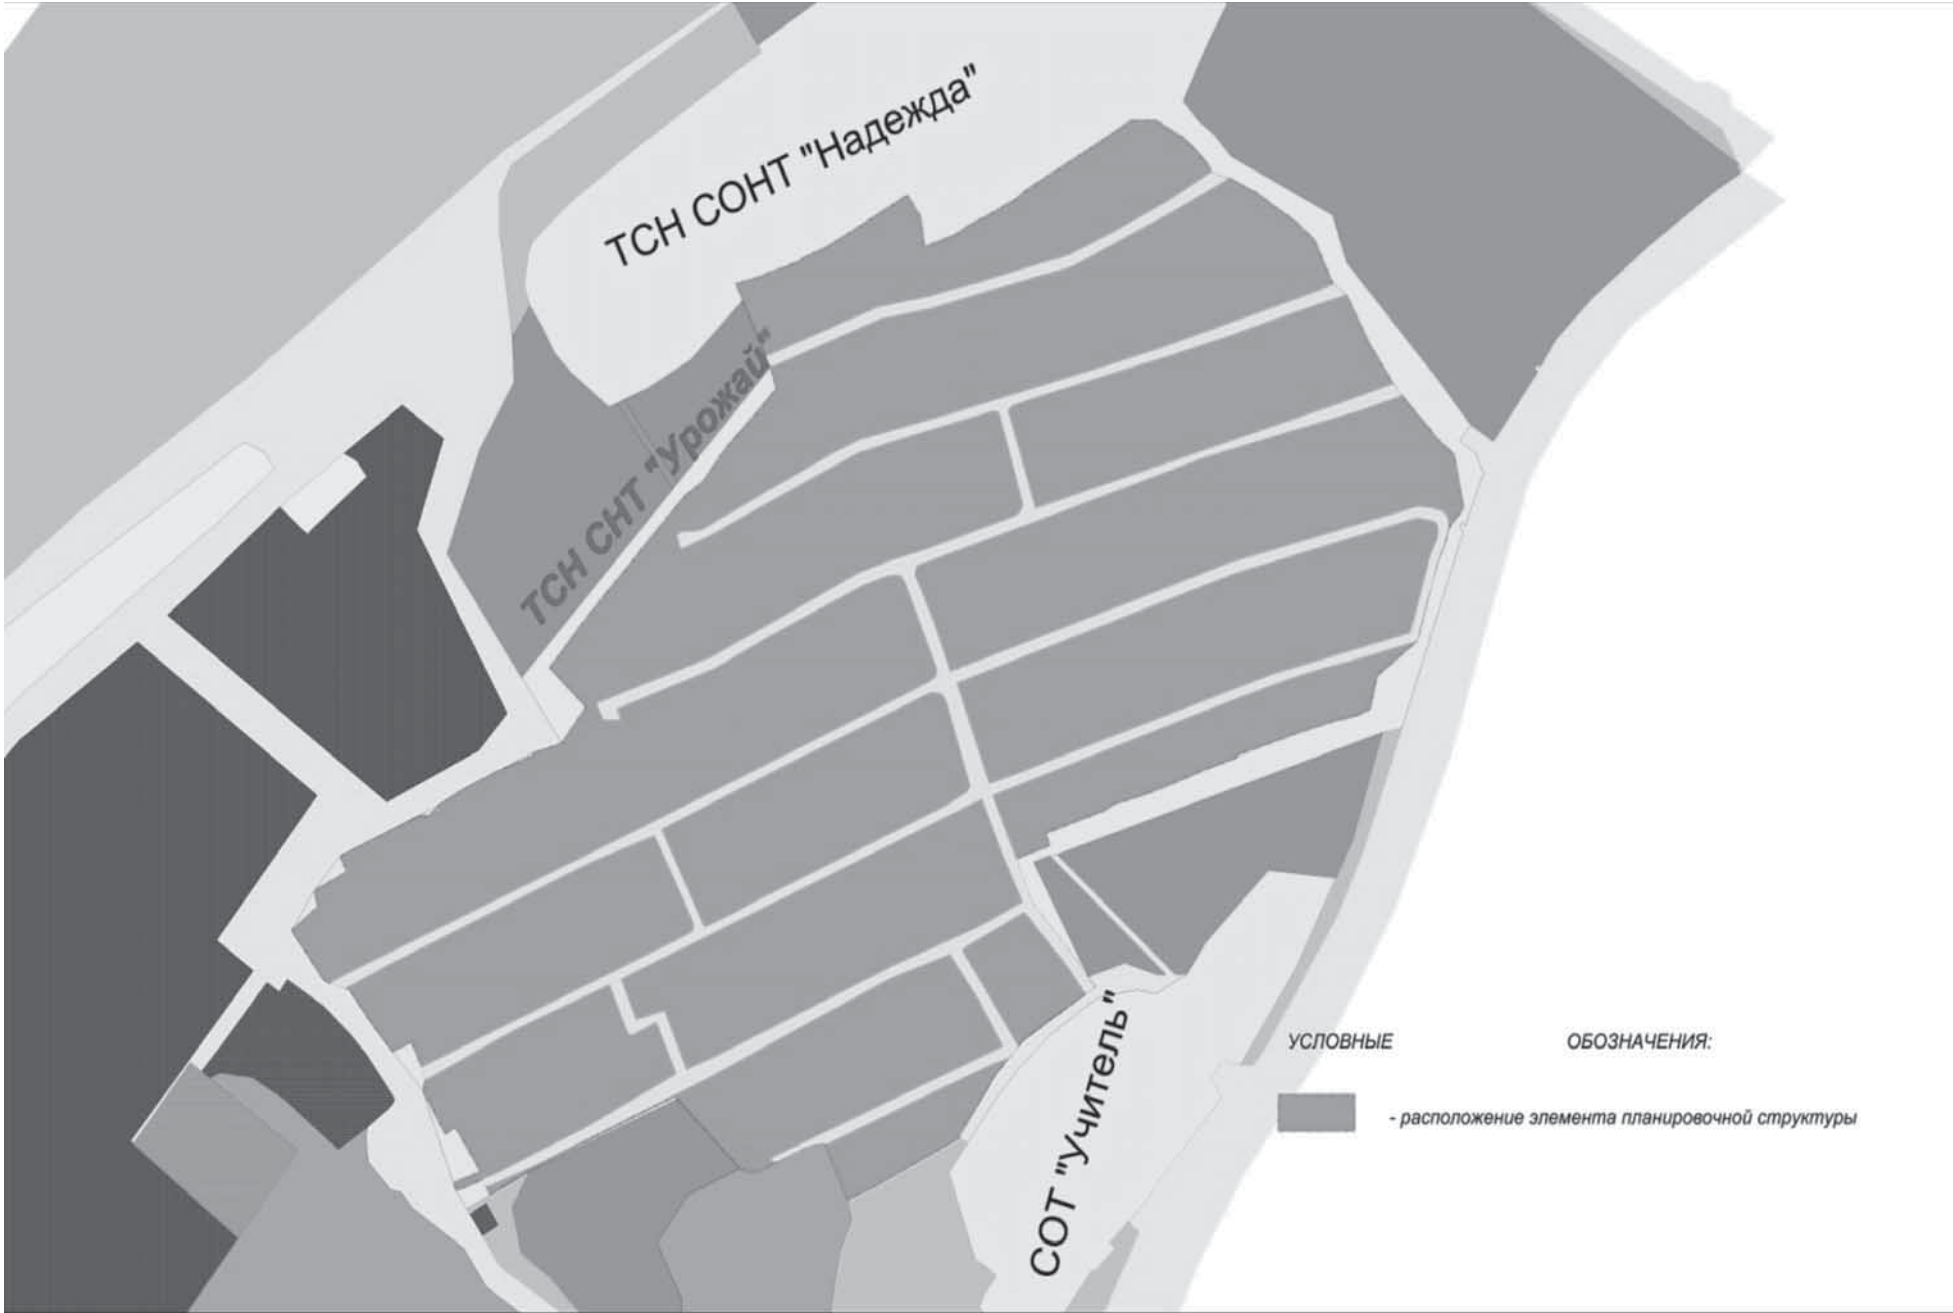 ТСН СОНТ "Надежда"
ТСН СНТ "Урожай"
СОТ "Учитель"
УСЛОВНЫЕ ОБОЗНАЧЕНИЯ:
- расположение элемента планировочной структуры